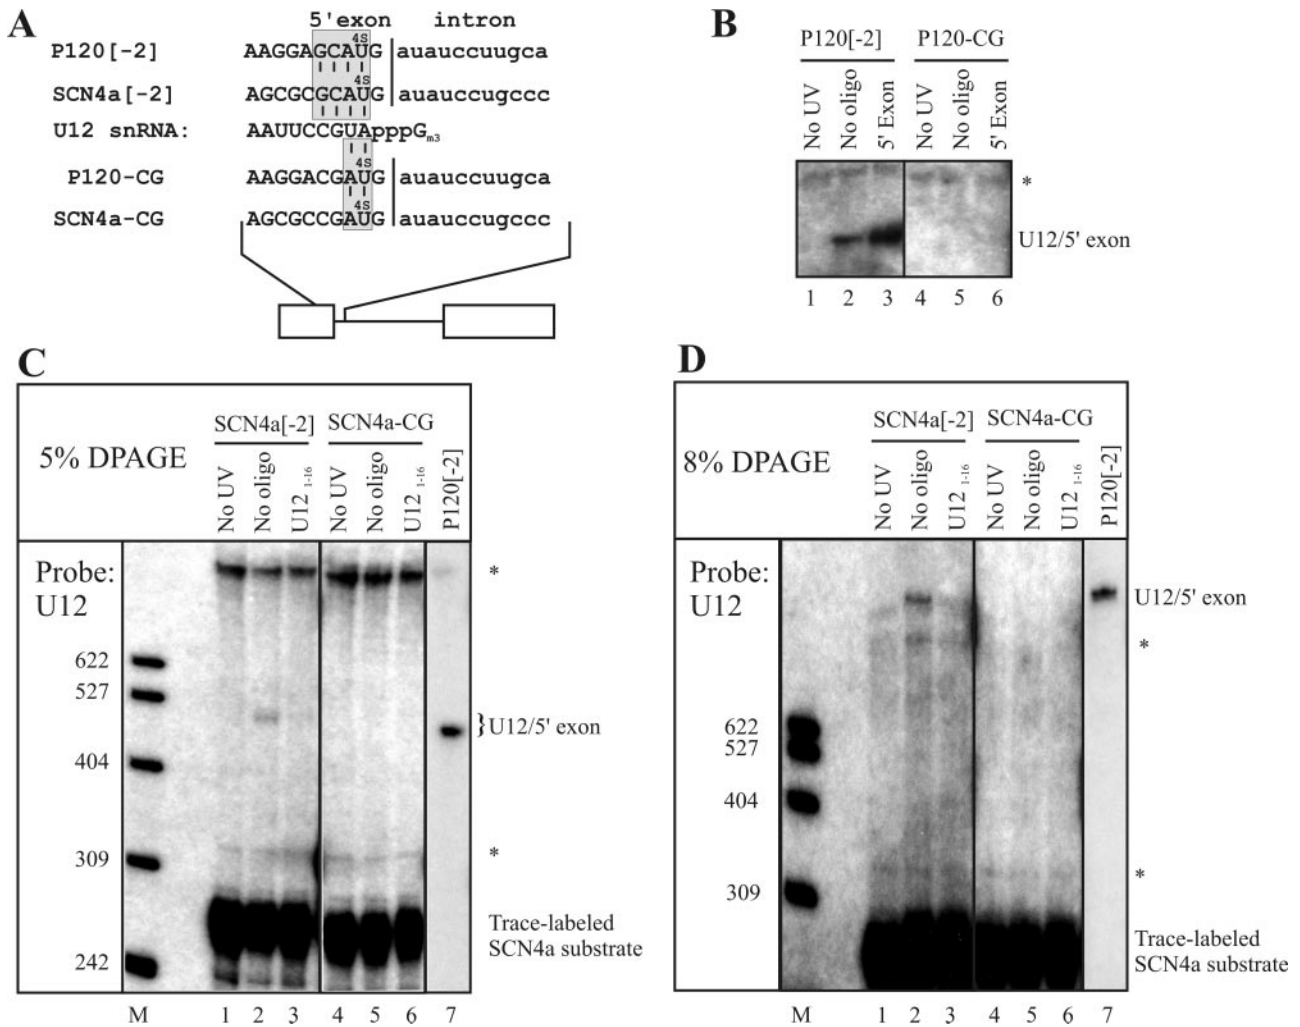 A
5'exon intron
4S
P120[-2] AAGGAGCAUG auauccuugca
4S
SCN4a[-2] AGCGCGCAUG auauccugccc
U12 snRNA: AAUUCCGUApppGm3
4S
P120-CG AAGGACGAUG auauccuugca
4S
SCN4a-CG AGCGCCGAUG auauccugccc
B
P120[-2] P120-CG
No UV No oligo 5' Exon No UV No oligo 5' Exon
*
U12/5' exon
1 2 3 4 5 6
C
5% DPAGE
SCN4a[-2] SCN4a-CG
No UV No oligo U12 1-16 No UV No oligo U12 1-16 P120[-2]
Probe:
U12
*
622
527
}U12/5' exon
404
309
*
Trace-labeled
SCN4a substrate
242
M 1 2 3 4 5 6 7
D
8% DPAGE
SCN4a[-2] SCN4a-CG
No UV No oligo U12 1-16 No UV No oligo U12 1-16 P120[-2]
Probe:
U12
U12/5' exon
*
622
527
404
*
309
Trace-labeled
SCN4a substrate
M 1 2 3 4 5 6 7